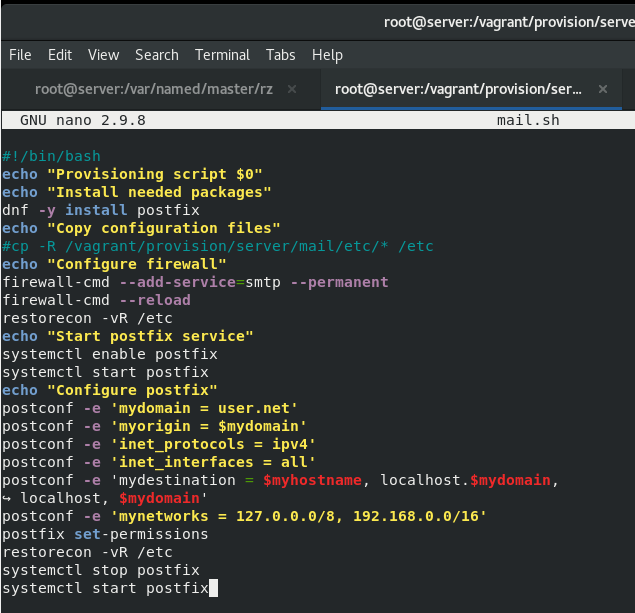 root@server:/vagrant/provision/serve
File Edit View Search Terminal Tabs Help
root@server:/var/named/master/rz × root@server:/vagrant/provision/ser... ×
GNU nano 2.9.8 mail.sh
#!/bin/bash
echo "Provisioning script $0"
echo "Install needed packages"
dnf -y install postfix
echo "Copy configuration files"
#cp -R /vagrant/provision/server/mail/etc/* /etc
echo "Configure firewall"
firewall-cmd --add-service=smtp --permanent
firewall-cmd --reload
restorecon -vR /etc
echo "Start postfix service"
systemctl enable postfix
systemctl start postfix
echo "Configure postfix"
postconf -e 'mydomain = user.net'
postconf -e 'myorigin = $mydomain'
postconf -e 'inet_protocols = ipv4'
postconf -e 'inet_interfaces = all'
postconf -e 'mydestination = $myhostname, localhost.$mydomain,
↪ localhost, $mydomain'
postconf -e 'mynetworks = 127.0.0.0/8, 192.168.0.0/16'
postfix set-permissions
restorecon -vR /etc
systemctl stop postfix
systemctl start postfix